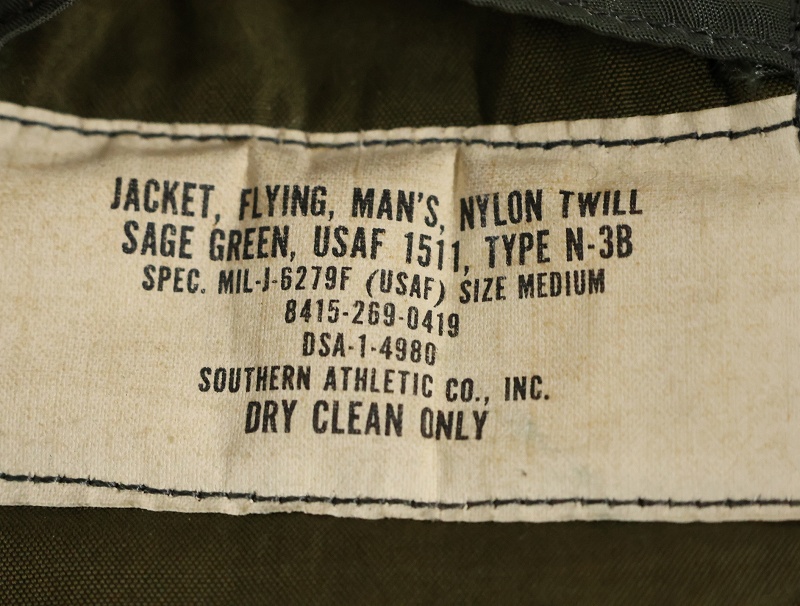 JACKET, FLYING, MAN'S, NYLON TWILL
SAGE GREEN, USAF 1511, TYPE N-3B
SPEC. MIL-J-6279F (USAF) SIZE MEDIUM
8415-269-0419
DSA-1-4980
SOUTHERN ATHLETIC CO., INC.
DRY CLEAN ONLY